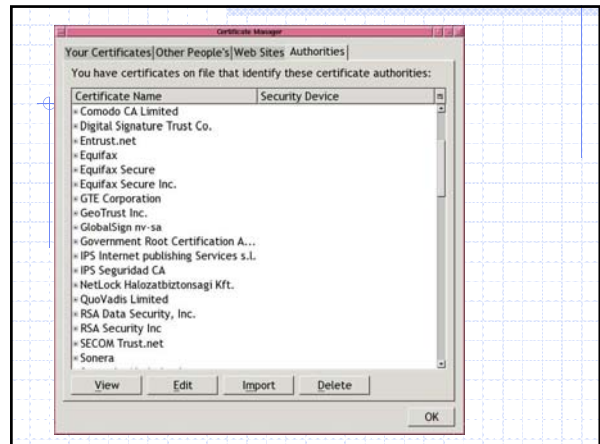 Certificate Manager
Your Certificates Other People's Web Sites Authorities
You have certificates on file that identify these certificate authorities:
Certificate Name Security Device
Comodo CA Limited
Digital Signature Trust Co.
Entrust.net
Equifax
Equifax Secure
Equifax Secure Inc.
GTE Corporation
GeoTrust Inc.
GlobalSign nv-sa
Government Root Certification A...
IPS Internet publishing Services s.l.
IPS Seguridad CA
NetLock Halozatbiztonsagi Kft.
QuoVadis Limited
RSA Data Security, Inc.
RSA Security Inc
SECOM Trust.net
Sonera
View Edit Import Delete
OK